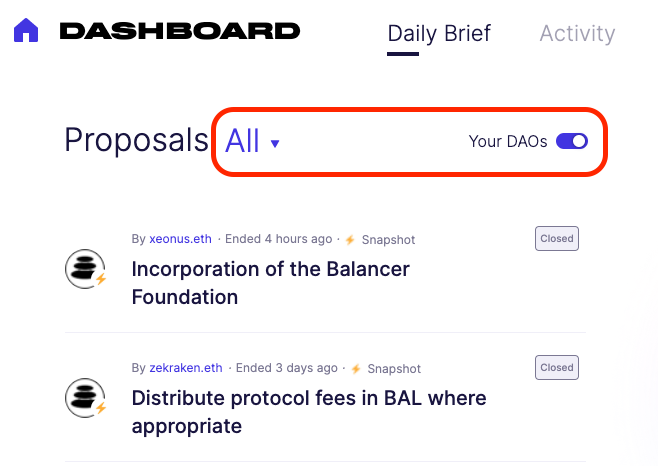 DASHBOARD Daily Brief Activity
Proposals All ▾ Your DAOs
By xeonus.eth · Ended 4 hours ago · ⚡ Snapshot Closed
Incorporation of the Balancer
Foundation
By zekraken.eth · Ended 3 days ago · ⚡ Snapshot Closed
Distribute protocol fees in BAL where
appropriate